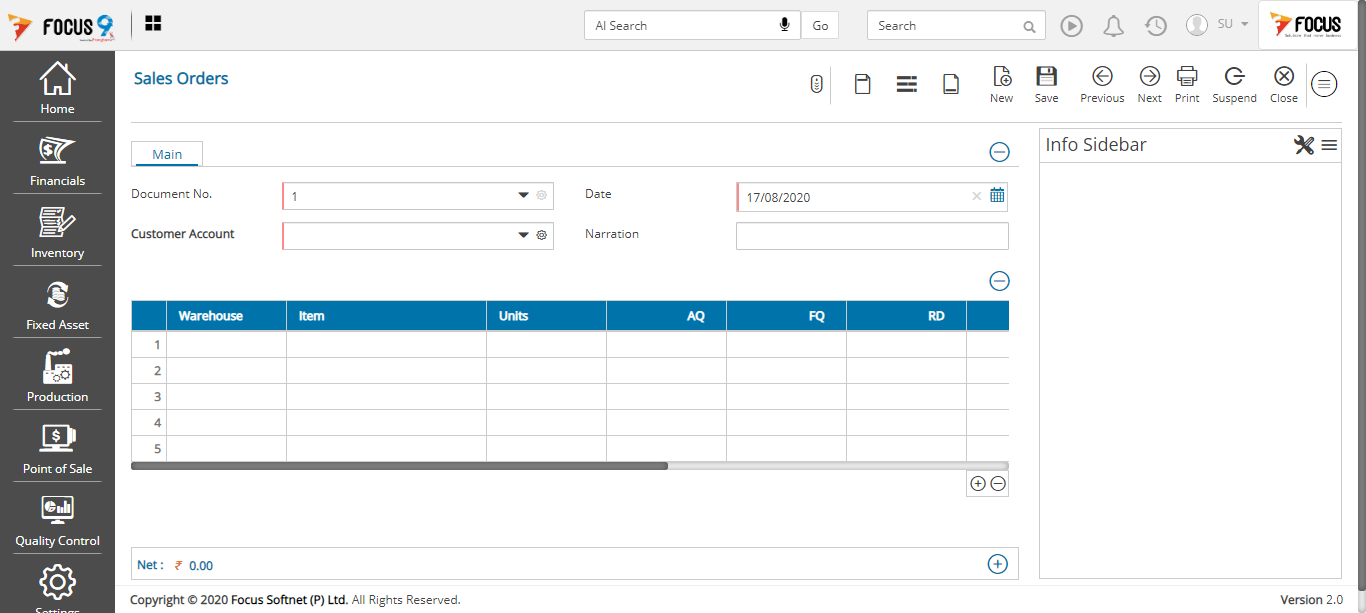 FOCUS 9
AI Search
Go
Search
SU
FOCUS
Home
Financials
Inventory
Fixed Asset
Production
Point of Sale
Quality Control
Settings
Sales Orders
New
Save
Previous
Next
Print
Suspend
Close
Main
Document No.
1
Date
17/08/2020
Customer Account
Narration
Warehouse Item Units AQ FQ RD
1
2
3
4
5
Net : ₹ 0.00
Info Sidebar
Copyright © 2020 Focus Softnet (P) Ltd. All Rights Reserved.
Version 2.0